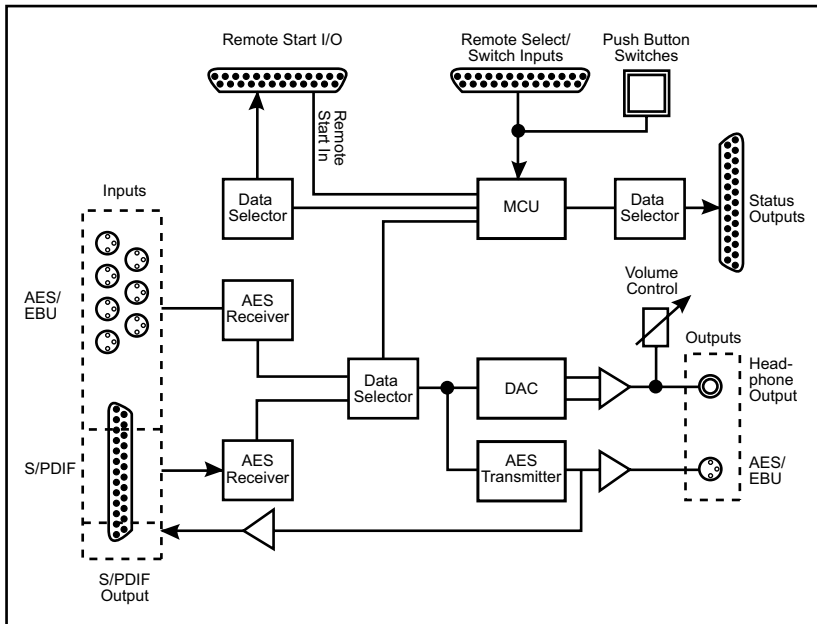 Remote Start I/O
Remote Select/
Switch Inputs
Push Button
Switches
Remote
Start In
Inputs
Data
Selector
MCU
Data
Selector
Status
Outputs
AES/
EBU
AES
Receiver
Volume
Control
Outputs
Data
Selector
DAC
Head-
phone
Output
S/PDIF
AES
Receiver
AES
Transmitter
AES/
EBU
S/PDIF
Output